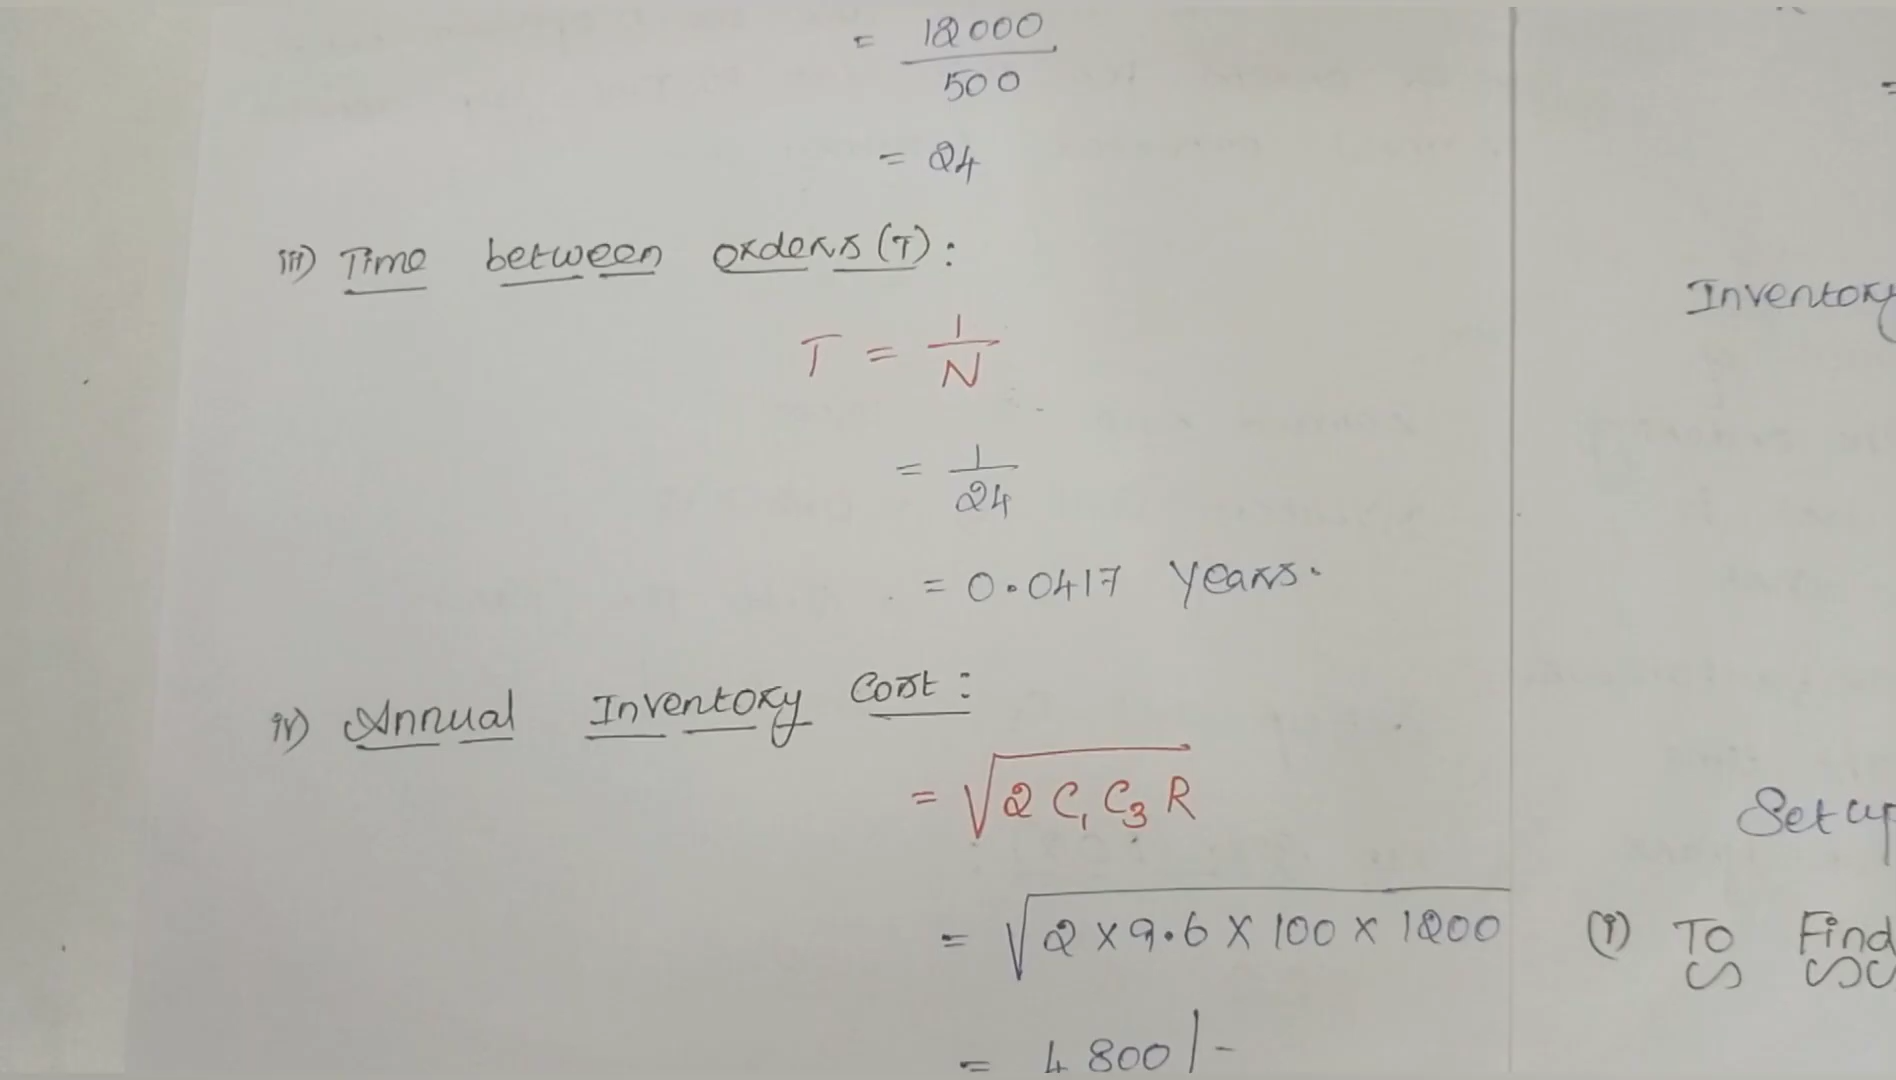 = 12000
500
= 24
iii) Time between orders (T):
T = 1/N
= 1/24
= 0.0417 years.
iv) Annual Inventory Cost:
= √2 C₁ C₃ R
= √2 × 9.6 × 100 × 1200
= 4800/-
=
Inventory
Setup
(i) To Find